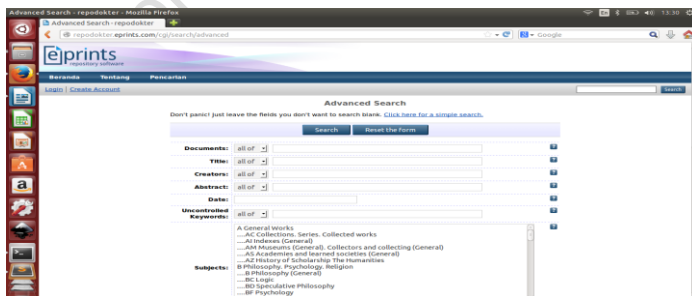 Advanced Search - repodokter - Mozilla Firefox
En
13:30
Advanced Search - repodokter
repodokter.eprints.com/cgi/search/advanced
Google
eprints
repository software
Beranda Tentang Pencarian
Login | Create Account
Search
Advanced Search
Don't panic! Just leave the fields you don't want to search blank. Click here for a simple search.
Search Reset the form
Documents: all of
Title: all of
Creators: all of
Abstract: all of
Date:
Uncontrolled Keywords: all of
Subjects:
A General Works
....AC Collections. Series. Collected works
....AI Indexes (General)
....AM Museums (General). Collectors and collecting (General)
....AS Academies and learned societies (General)
....AZ History of Scholarship The Humanities
B Philosophy. Psychology. Religion
....B Philosophy (General)
....BC Logic
....BD Speculative Philosophy
....BF Psychology